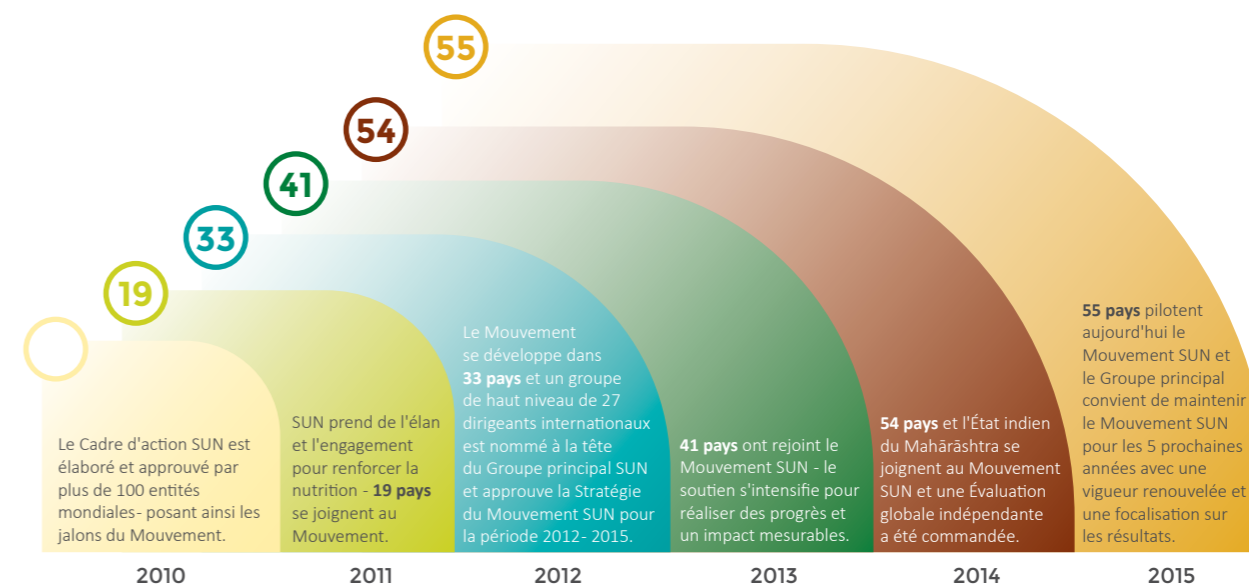 55
54
41
33
19
Le Cadre d'action SUN est
élaboré et approuvé par
plus de 100 entités
mondiales- posant ainsi les
jalons du Mouvement.
SUN prend de l'élan
et l'engagement
pour renforcer la
nutrition - 19 pays
se joignent au
Mouvement.
Le Mouvement
se développe dans
33 pays et un groupe
de haut niveau de 27
dirigeants internationaux
est nommé à la tête
du Groupe principal SUN
et approuve la Stratégie
du Mouvement SUN pour
la période 2012- 2015.
41 pays ont rejoint le
Mouvement SUN - le
soutien s'intensifie pour
réaliser des progrès et
un impact mesurables.
54 pays et l'État indien
du Mahārāshtra se
joignent au Mouvement
SUN et une Évaluation
globale indépendante
a été commandée.
55 pays pilotent
aujourd'hui le
Mouvement SUN et
le Groupe principal
convient de maintenir
le Mouvement SUN
pour les 5 prochaines
années avec une
vigueur renouvelée et
une focalisation sur
les résultats.
2010
2011
2012
2013
2014
2015